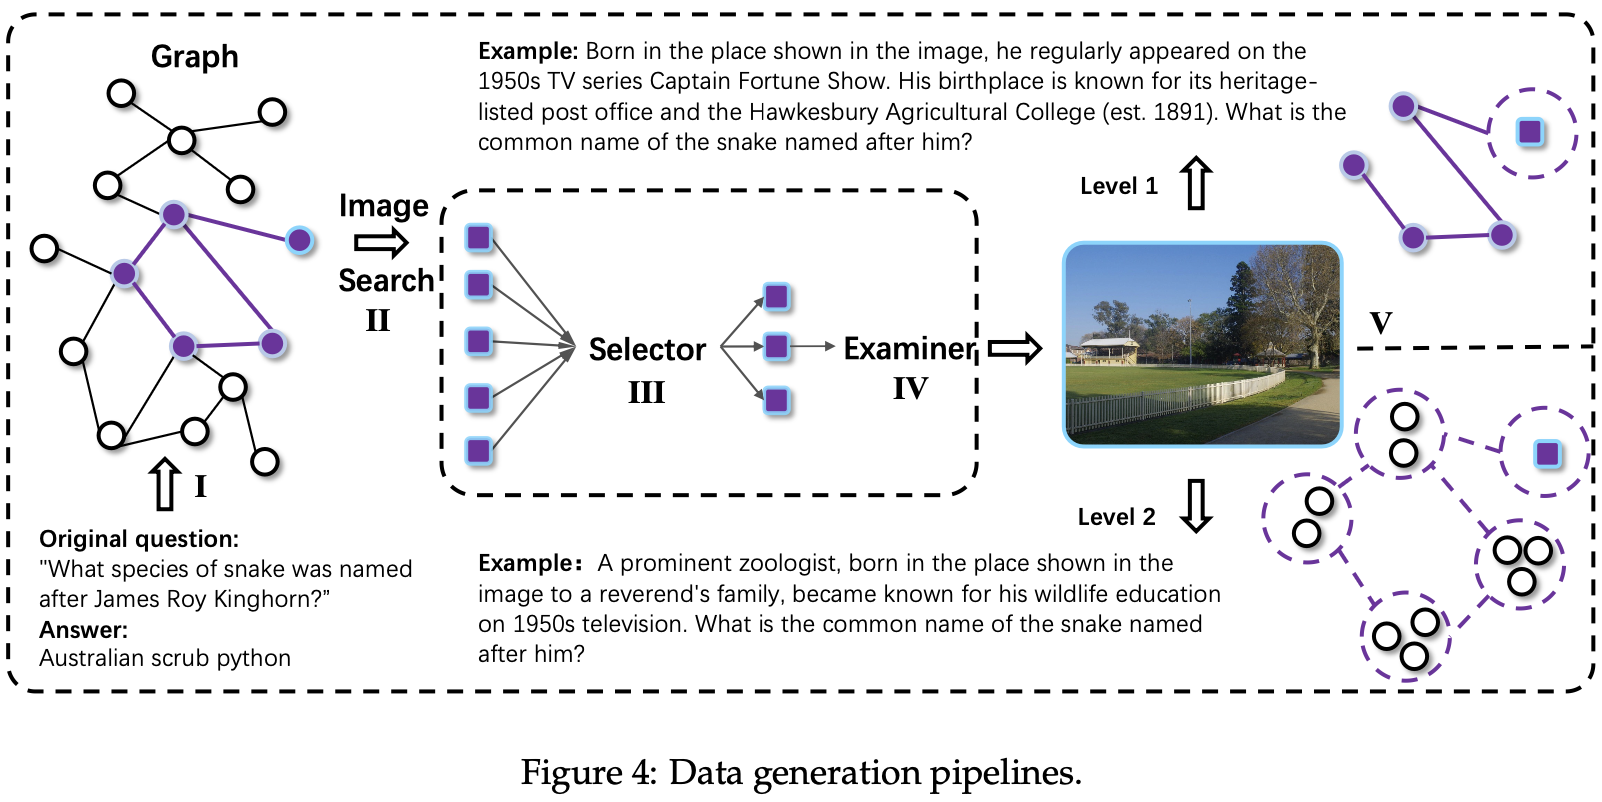 Graph
Example: Born in the place shown in the image, he regularly appeared on the
1950s TV series Captain Fortune Show. His birthplace is known for its heritage-
listed post office and the Hawkesbury Agricultural College (est. 1891). What is the
common name of the snake named after him?
Level 1
Image
Search
II
Selector
III
Examiner
IV
V
I
Original question:
"What species of snake was named
after James Roy Kinghorn?”
Answer:
Australian scrub python
Level 2
Example: A prominent zoologist, born in the place shown in the
image to a reverend's family, became known for his wildlife education
on 1950s television. What is the common name of the snake named
after him?
Figure 4: Data generation pipelines.